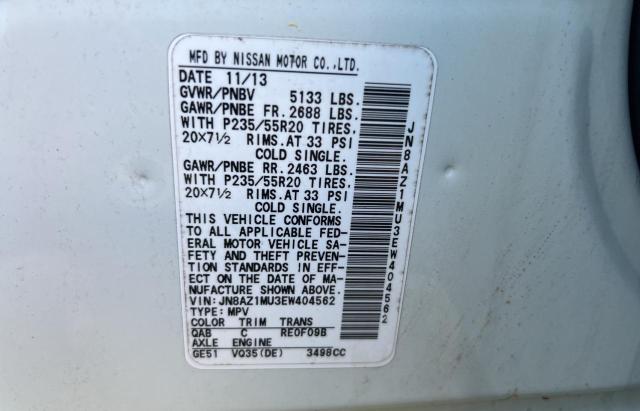 MFD BY NISSAN MOTOR CO.,LTD.
DATE 11/13
GVWR/PNBV 5133 LBS.
GAWR/PNBE FR. 2688 LBS.
WITH P235/55R20 TIRES.
20×7½ RIMS.AT 33 PSI
COLD SINGLE.
GAWR/PNBE RR. 2463 LBS.
WITH P235/55R20 TIRES.
20×7½ RIMS.AT 33 PSI
COLD SINGLE.
THIS VEHICLE CONFORMS
TO ALL APPLICABLE FED-
ERAL MOTOR VEHICLE SA-
FETY AND THEFT PREVEN-
TION STANDARDS IN EFF-
ECT ON THE DATE OF MA-
NUFACTURE SHOWN ABOVE.
VIN: JN8AZ1MU3EW404562
TYPE: MPV
COLOR TRIM TRANS
QAB C RE0F09B
AXLE ENGINE
GE51 VQ35(DE) 3498CC
JN8AZ1MU3EW404562